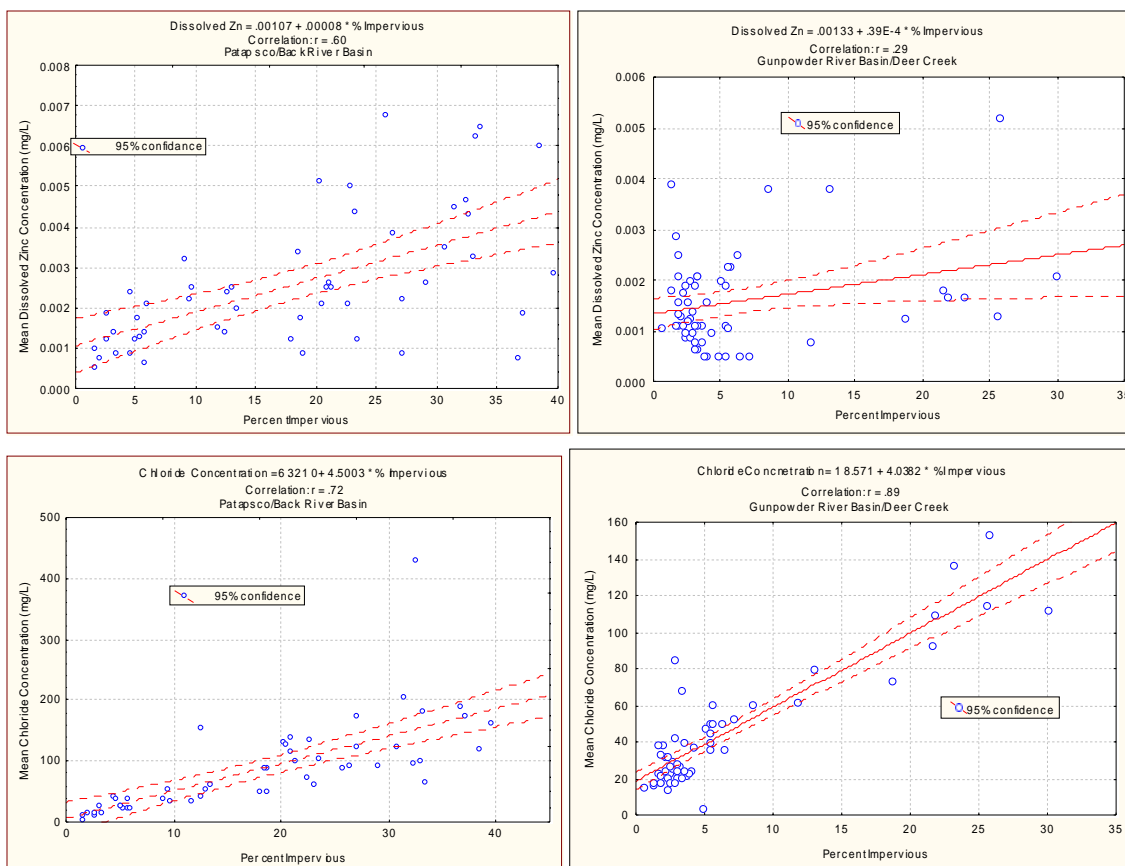 Dissolved Zn = .00107 + .00008 * % Impervious
Correlation: r = .60
Patapsco/Back River Basin
0.008
0.007
0.006
0.005
0.004
0.003
0.002
0.001
0.000
Mean Dissolved Zinc Concentration (mg/L)
95% confidance
0 5 10 15 20 25 30 35 40
Percent Impervious
Dissolved Zn = .00133 + .39E-4 * % Impervious
Correlation: r = .29
Gunpowder River Basin/Deer Creek
0.006
0.005
0.004
0.003
0.002
0.001
0.000
Mean Dissolved Zinc Concentration (mg/L)
95% confidence
0 5 10 15 20 25 30 35
Percent Impervious
Chloride Concentration = 6.3210 + 4.5003 * % Impervious
Correlation: r = .72
Patapsco/Back River Basin
500
400
300
200
100
0
Mean Chloride Concentration (mg/L)
95% confidence
0 10 20 30 40
Percent Impervious
Chloride Concnetration = 18.571 + 4.0382 * % Impervious
Correlation: r = .89
Gunpowder River Basin/Deer Creek
160
140
120
100
80
60
40
20
0
Mean Chloride Concentration (mg/L)
95% confidence
0 5 10 15 20 25 30 35
Percent Impervious